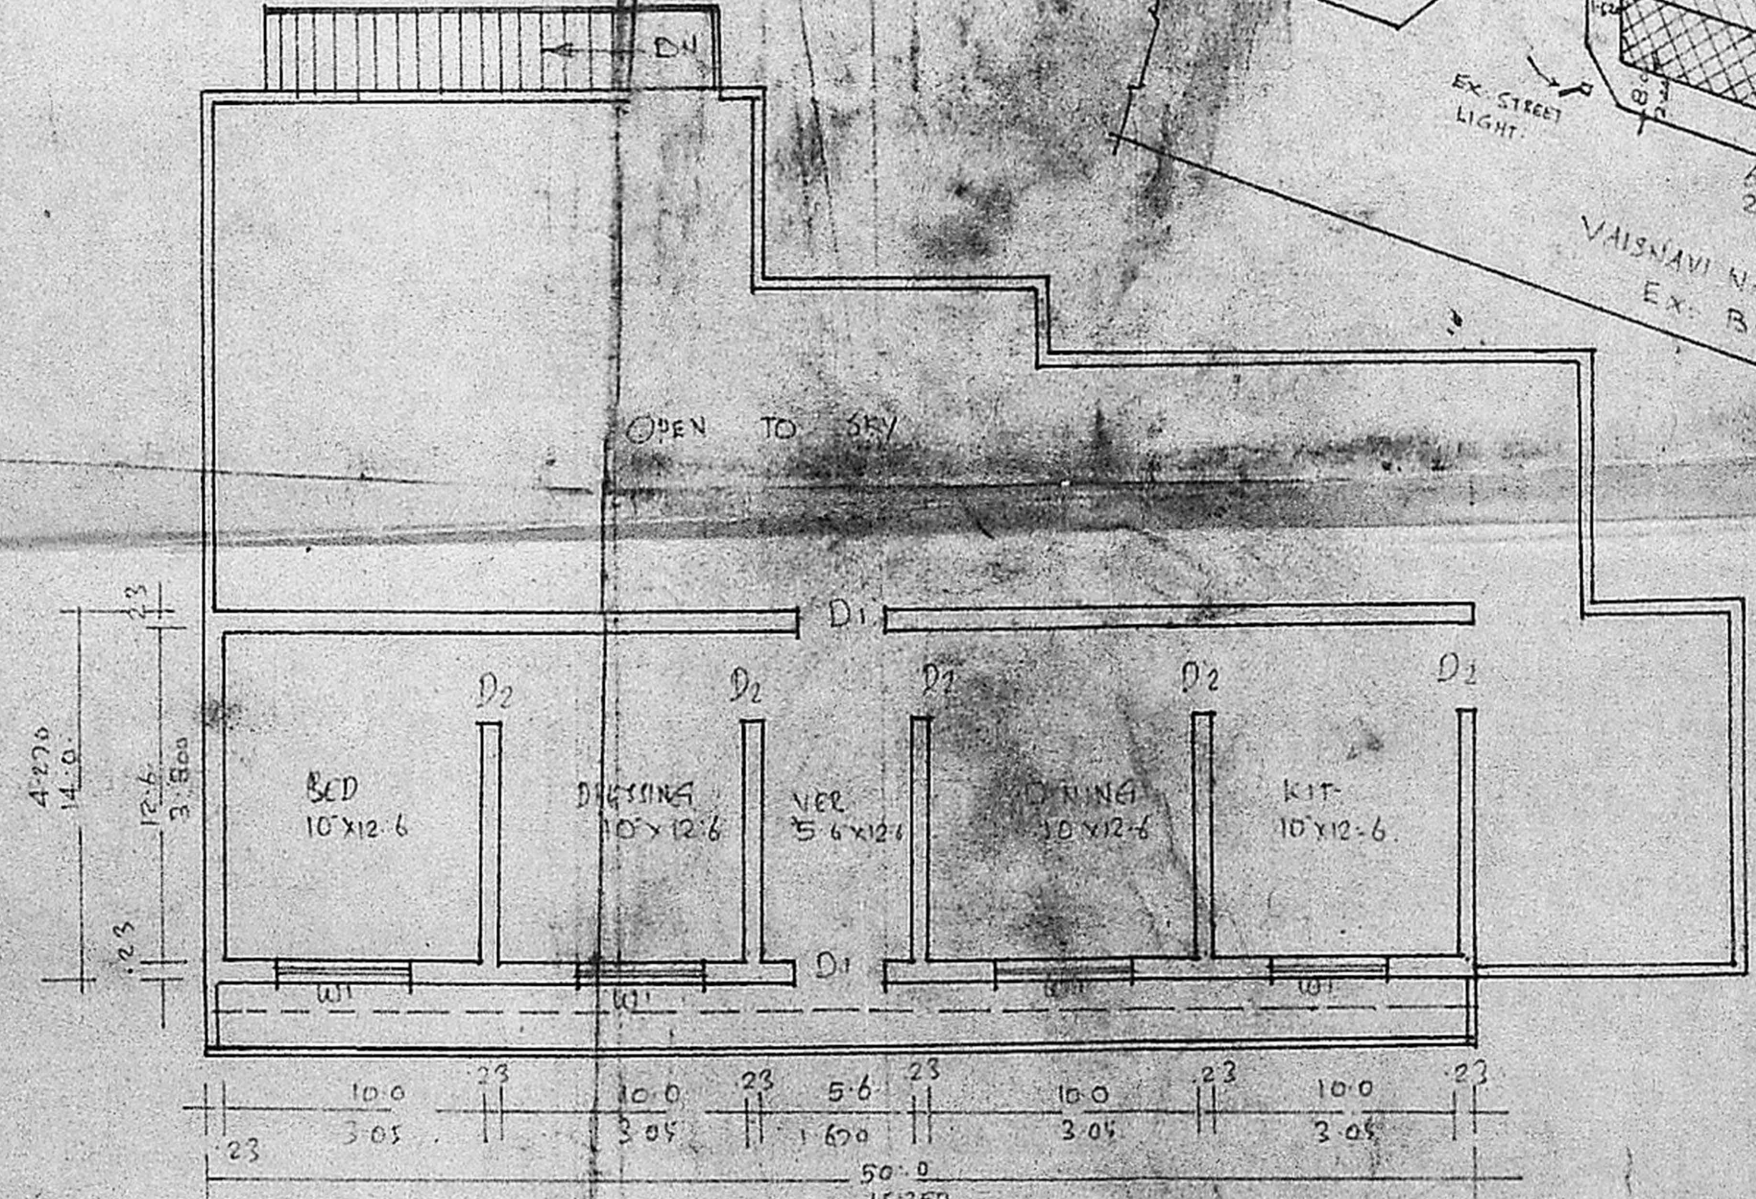 DN
EX. STREET
LIGHT.
VAISNAVI N
EX. B
OPEN TO SKY
D1
D2
D2
D2
D2
D2
.23
4.270
14.0
12.6
3.800
.23
BED
10'X12.6
DRESSING
10'X12.6
VER
5.6X12.6
DINING
10X12.6
KIT-
10'X12.6.
D1
W1
W1
W1
W1
.23
.23
.23
.23
.23
10.0
10.0
5.6
10.0
10.0
3.05
3.05
1.670
3.05
3.05
.23
50.0